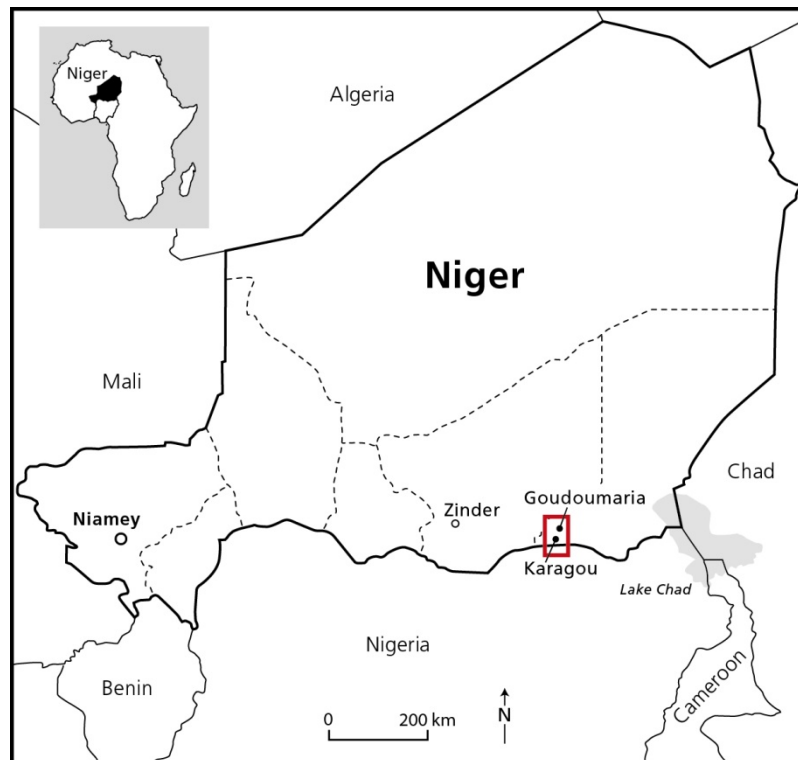 Niger
Algeria
Niger
Mali
Chad
Zinder
Goudoumaria
Niamey
Karagou
Lake Chad
Nigeria
Benin
Cameroon
0
200 km
N